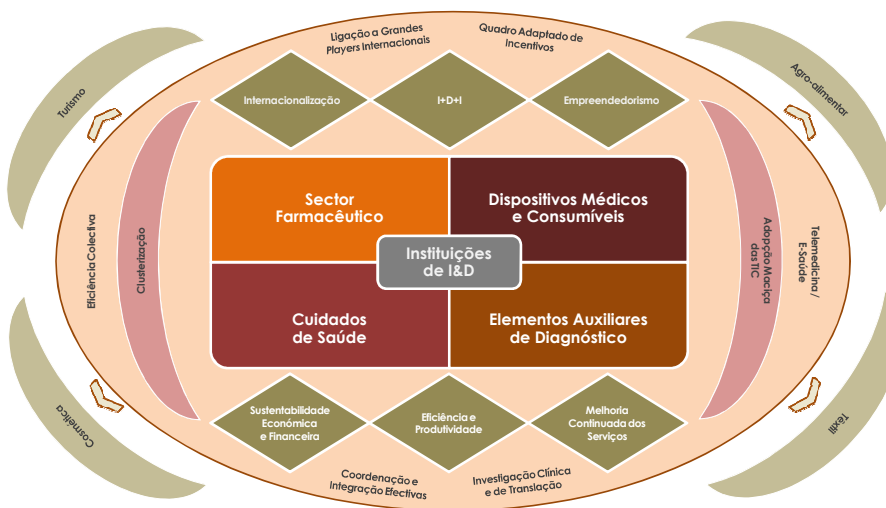 Ligação a Grandes
Players Internacionais
Quadro Adaptado de
Incentivos
Turismo
Agro-alimentar
Internacionalização
I+D+I
Empreendedorismo
Eficiência Colectiva
Clusterização
Sector
Farmacêutico
Dispositivos Médicos
e Consumíveis
Instituições
de I&D
Cuidados
de Saúde
Elementos Auxiliares
de Diagnóstico
Adopção Maciça
das TIC
Telemedicina /
E-Saúde
Sustentabilidade
Económica
e Financeira
Eficiência e
Produtividade
Melhoria
Continuada dos
Serviços
Cosmética
Têxtil
Coordenação e
Integração Efectivas
Investigação Clínica
e de Translação